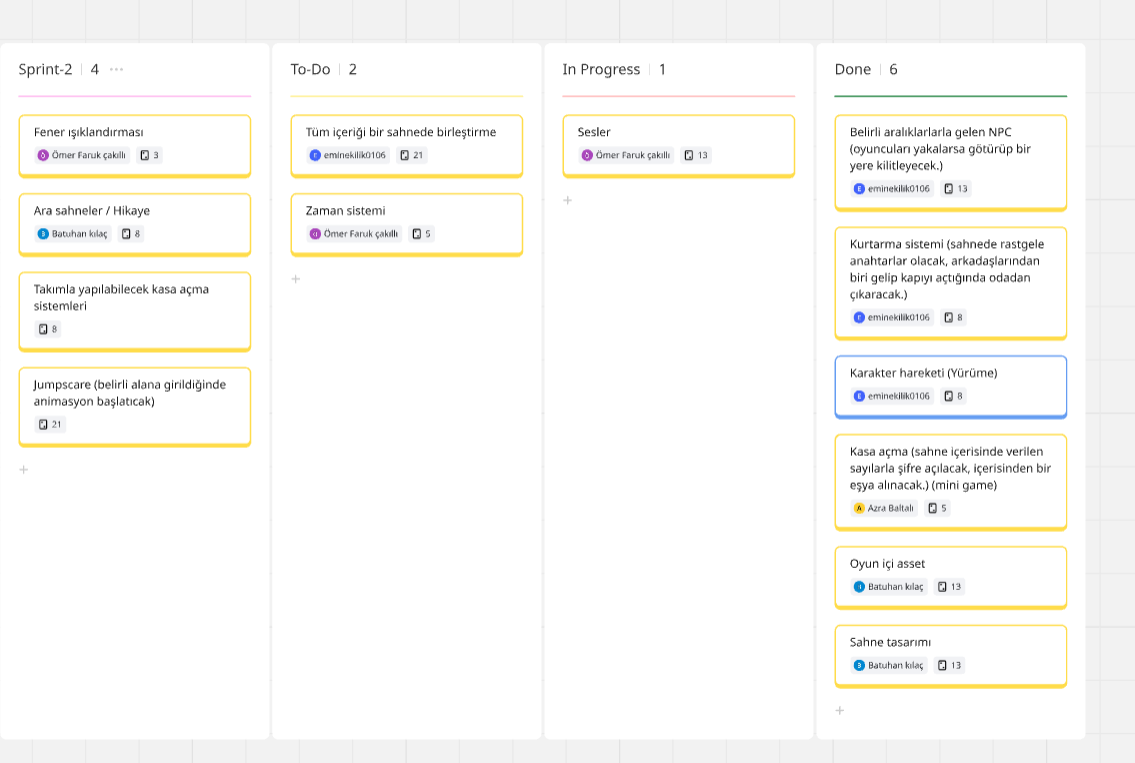 Sprint-2 4 ...
Fener ışıklandırması
Ömer Faruk çakıllı 3
Ara sahneler / Hikaye
B Batuhan kılaç 8
Takımla yapılabilecek kasa açma
sistemleri
8
Jumpscare (belirli alana girildiğinde
animasyon başlatıcak)
21
+
To-Do 2
Tüm içeriği bir sahnede birleştirme
E eminekilik0106 21
Zaman sistemi
Ömer Faruk çakıllı 5
+
In Progress 1
Sesler
Ömer Faruk çakıllı 13
+
Done 6
Belirli aralıklarlarla gelen NPC
(oyuncuları yakalarsa götürüp bir
yere kilitleyecek.)
E eminekilik0106 13
Kurtarma sistemi (sahnede rastgele
anahtarlar olacak, arkadaşlarından
biri gelip kapıyı açtığında odadan
çıkaracak.)
E eminekilik0106 8
Karakter hareketi (Yürüme)
E eminekilik0106 8
Kasa açma (sahne içerisinde verilen
sayılarla şifre açılacak, içerisinden bir
eşya alınacak.) (mini game)
A Azra Baltalı 5
Oyun içi asset
Batuhan kılaç 13
Sahne tasarımı
B Batuhan kılaç 13
+